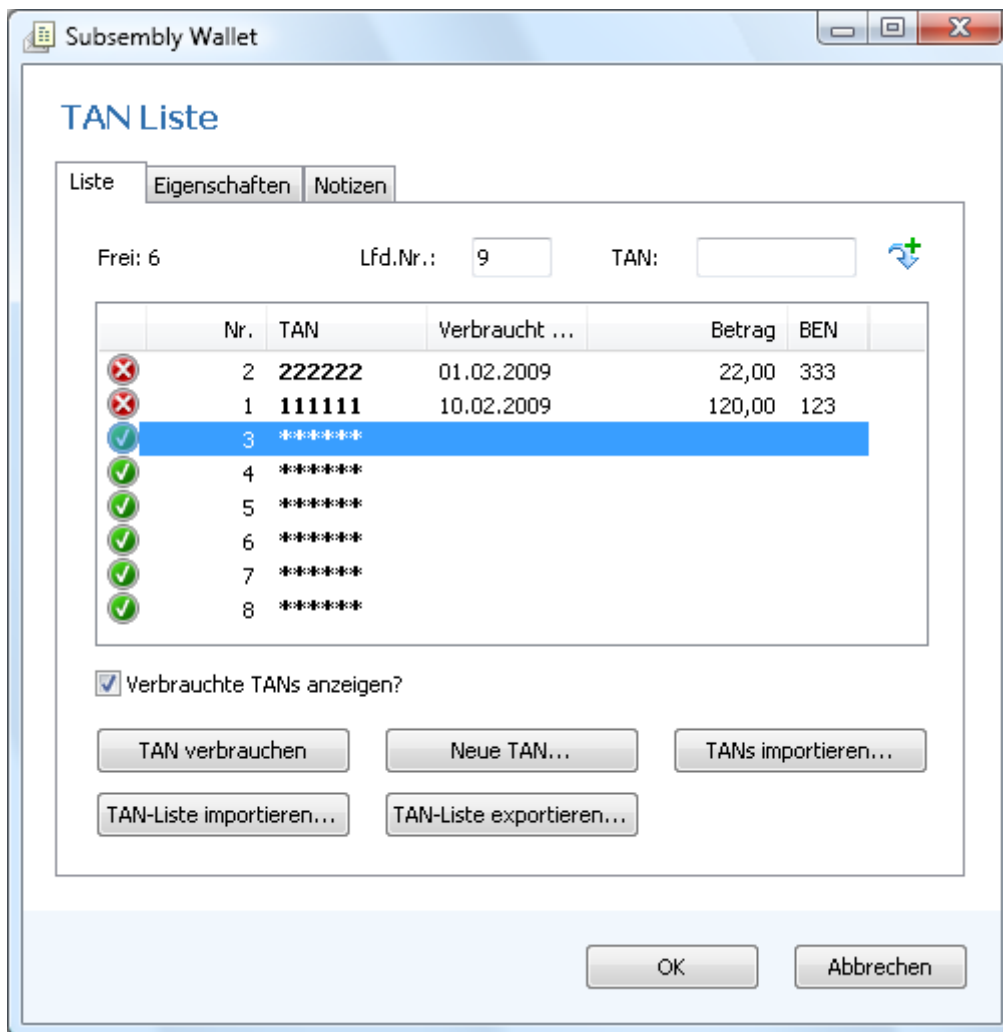 Subsembly Wallet
TAN Liste
Liste Eigenschaften Notizen
Frei: 6 Lfd.Nr.: 9 TAN:
Nr. TAN Verbraucht ... Betrag BEN
2 222222 01.02.2009 22,00 333
1 111111 10.02.2009 120,00 123
3 ******
4 ******
5 ******
6 ******
7 ******
8 ******
Verbrauchte TANs anzeigen?
TAN verbrauchen Neue TAN... TANs importieren...
TAN-Liste importieren... TAN-Liste exportieren...
OK Abbrechen